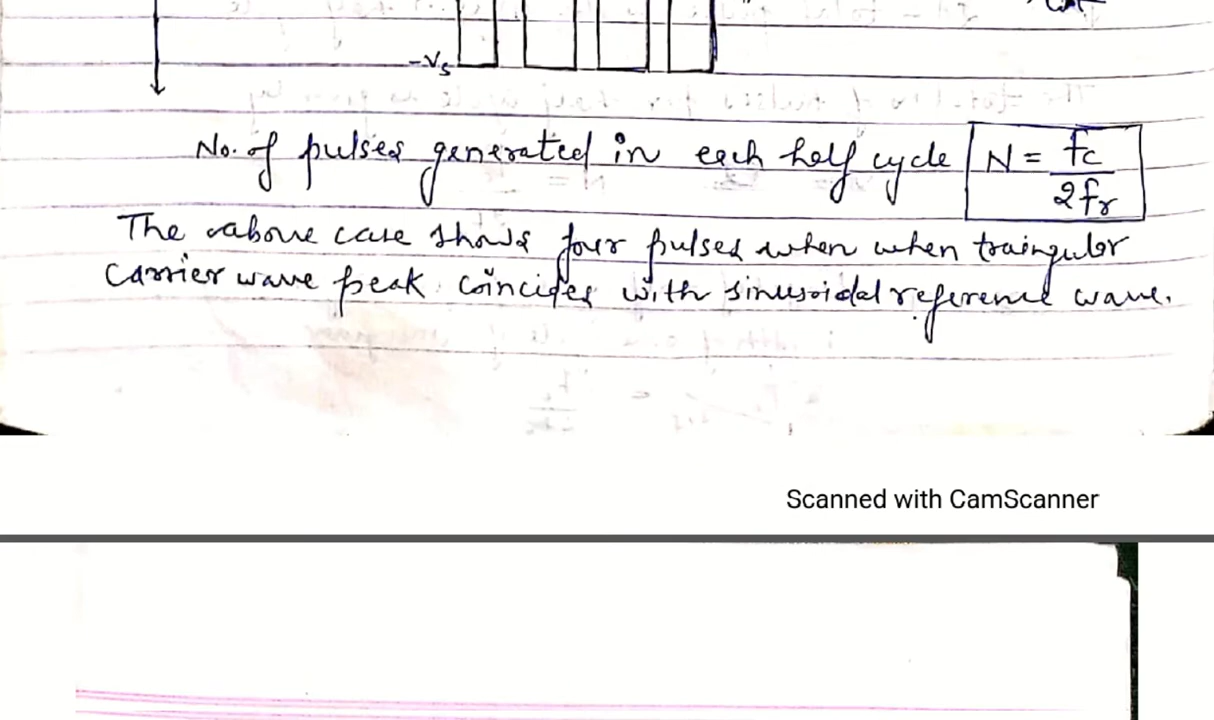 -Vs
No. of pulses generated in each half cycle N = fc / 2fr
The above case shows four pulses when when traingular
Carrier wave peak coincides with sinusoidal reference wave.
Scanned with CamScanner